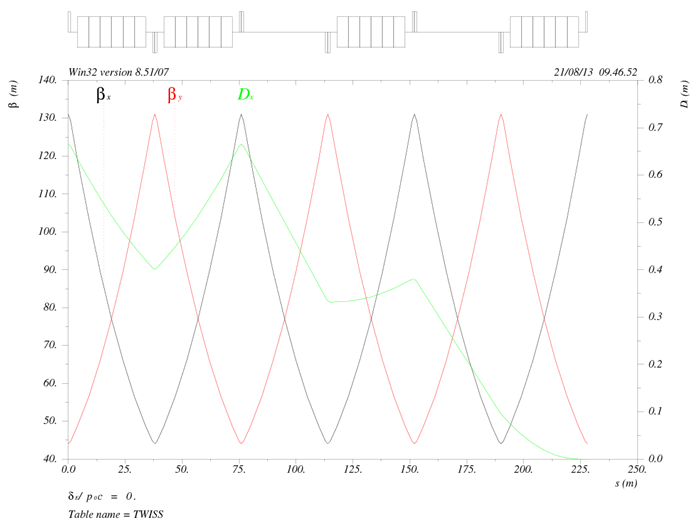 Win32 version 8.51/07 21/08/13 09.46.52
β (m)
D (m)
βx βy Dx
140.
130.
120.
110.
100.
90.
80.
70.
60.
50.
40.
0.8
0.7
0.6
0.5
0.4
0.3
0.2
0.1
0.0
0.0 25. 50. 75. 100. 125. 150. 175. 200. 225. 250.
s (m)
δε/ p0c = 0.
Table name = TWISS